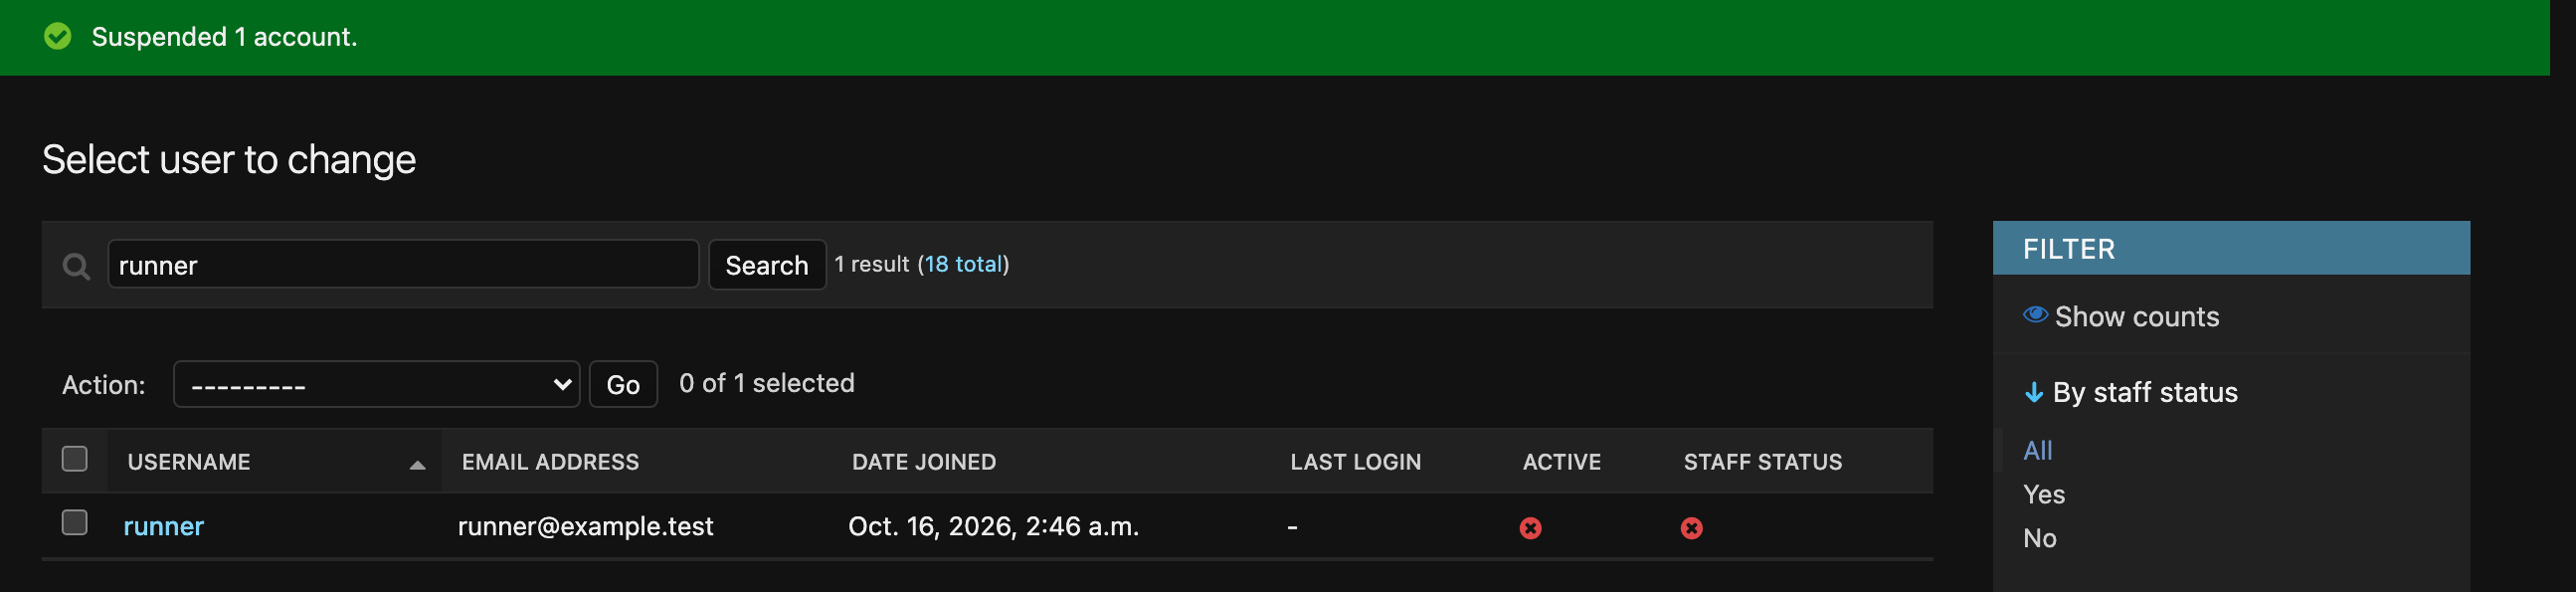 Suspended 1 account.
Select user to change
runner Search 1 result (18 total)
Action: --------- Go 0 of 1 selected
USERNAME EMAIL ADDRESS DATE JOINED LAST LOGIN ACTIVE STAFF STATUS
runner runner@example.test Oct. 16, 2026, 2:46 a.m. -
FILTER
Show counts
By staff status
All
Yes
No